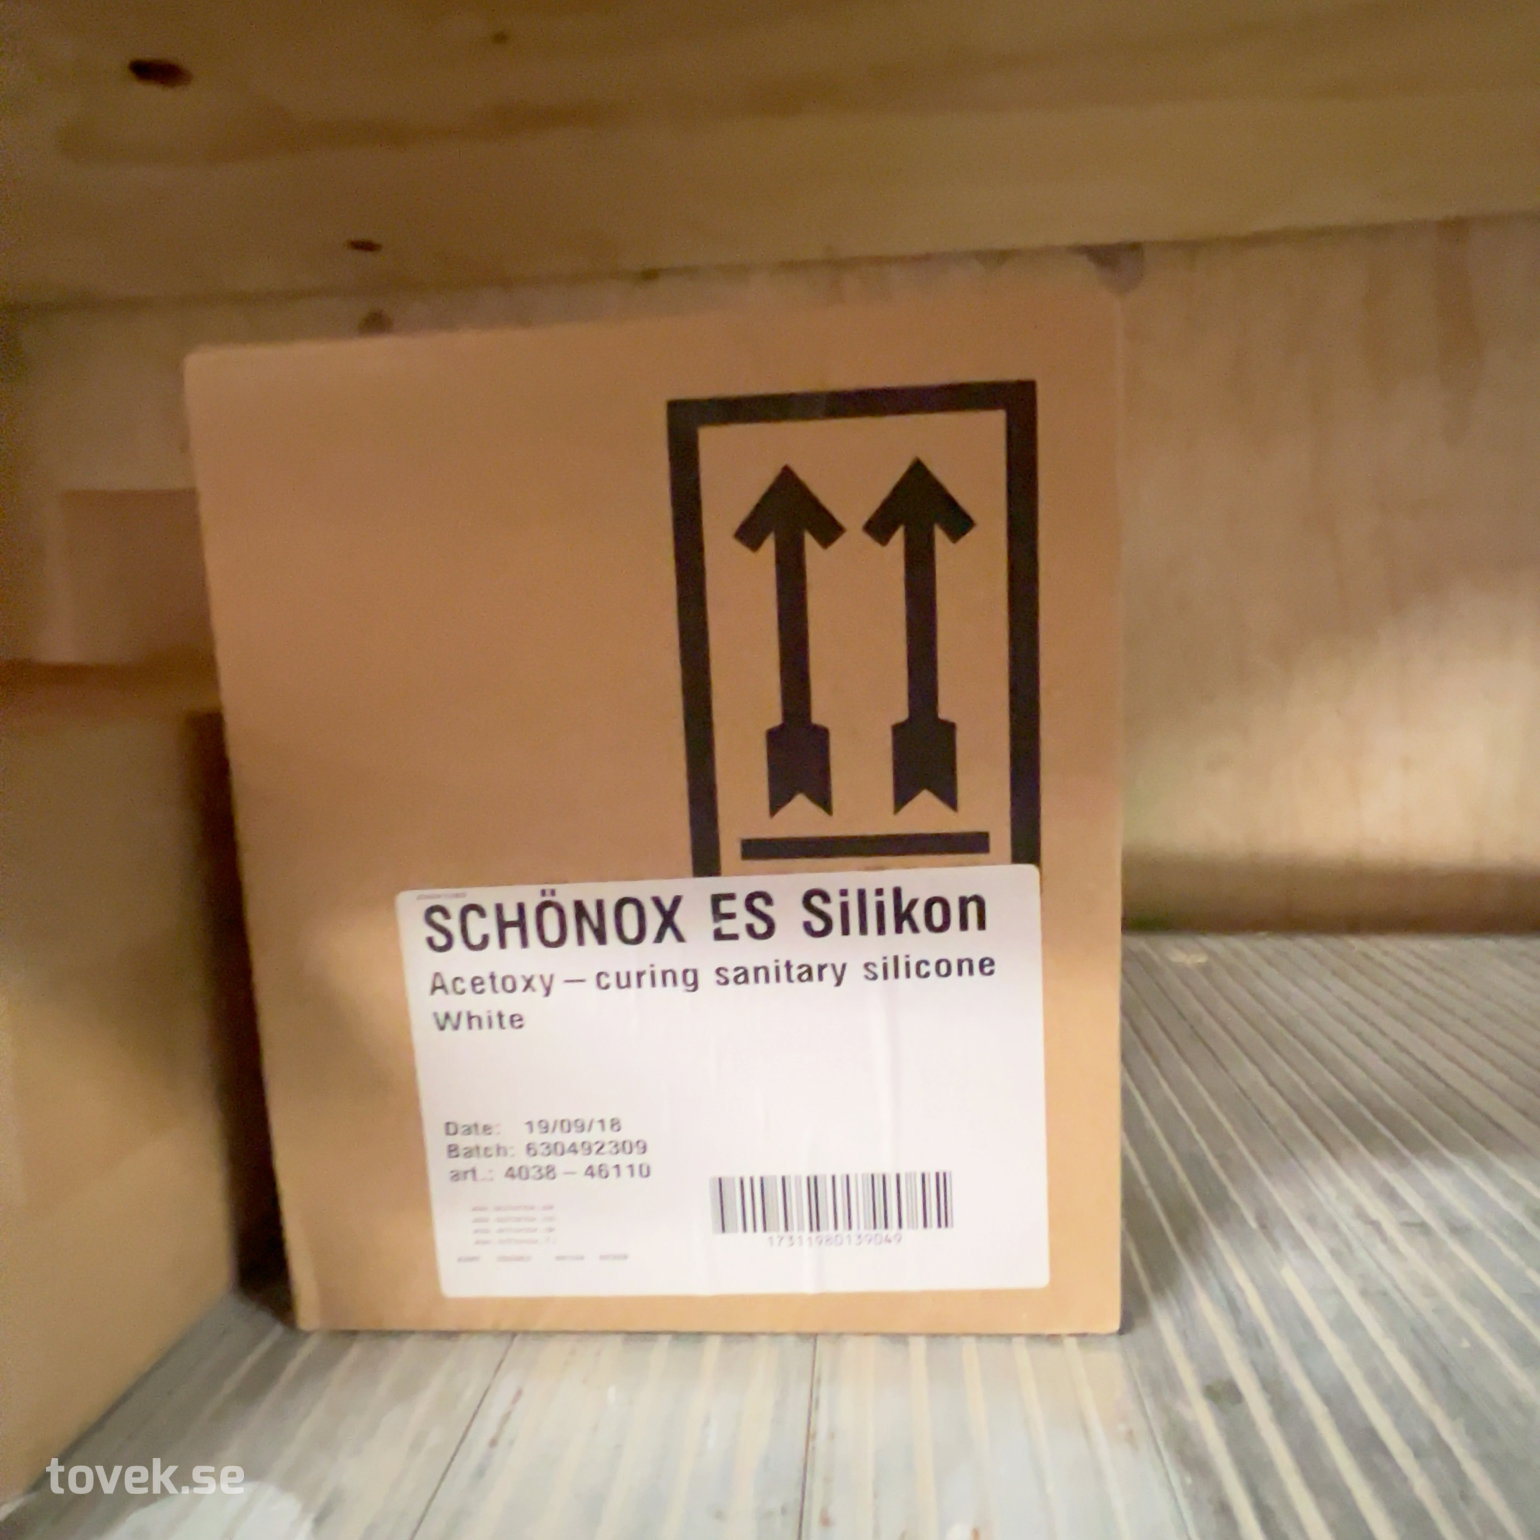 SCHÖNOX ES Silikon
Acetoxy – curing sanitary silicone
White
Date: 19/09/18
Batch: 630492309
art.: 4038 – 46110
17311980139049
tovek.se